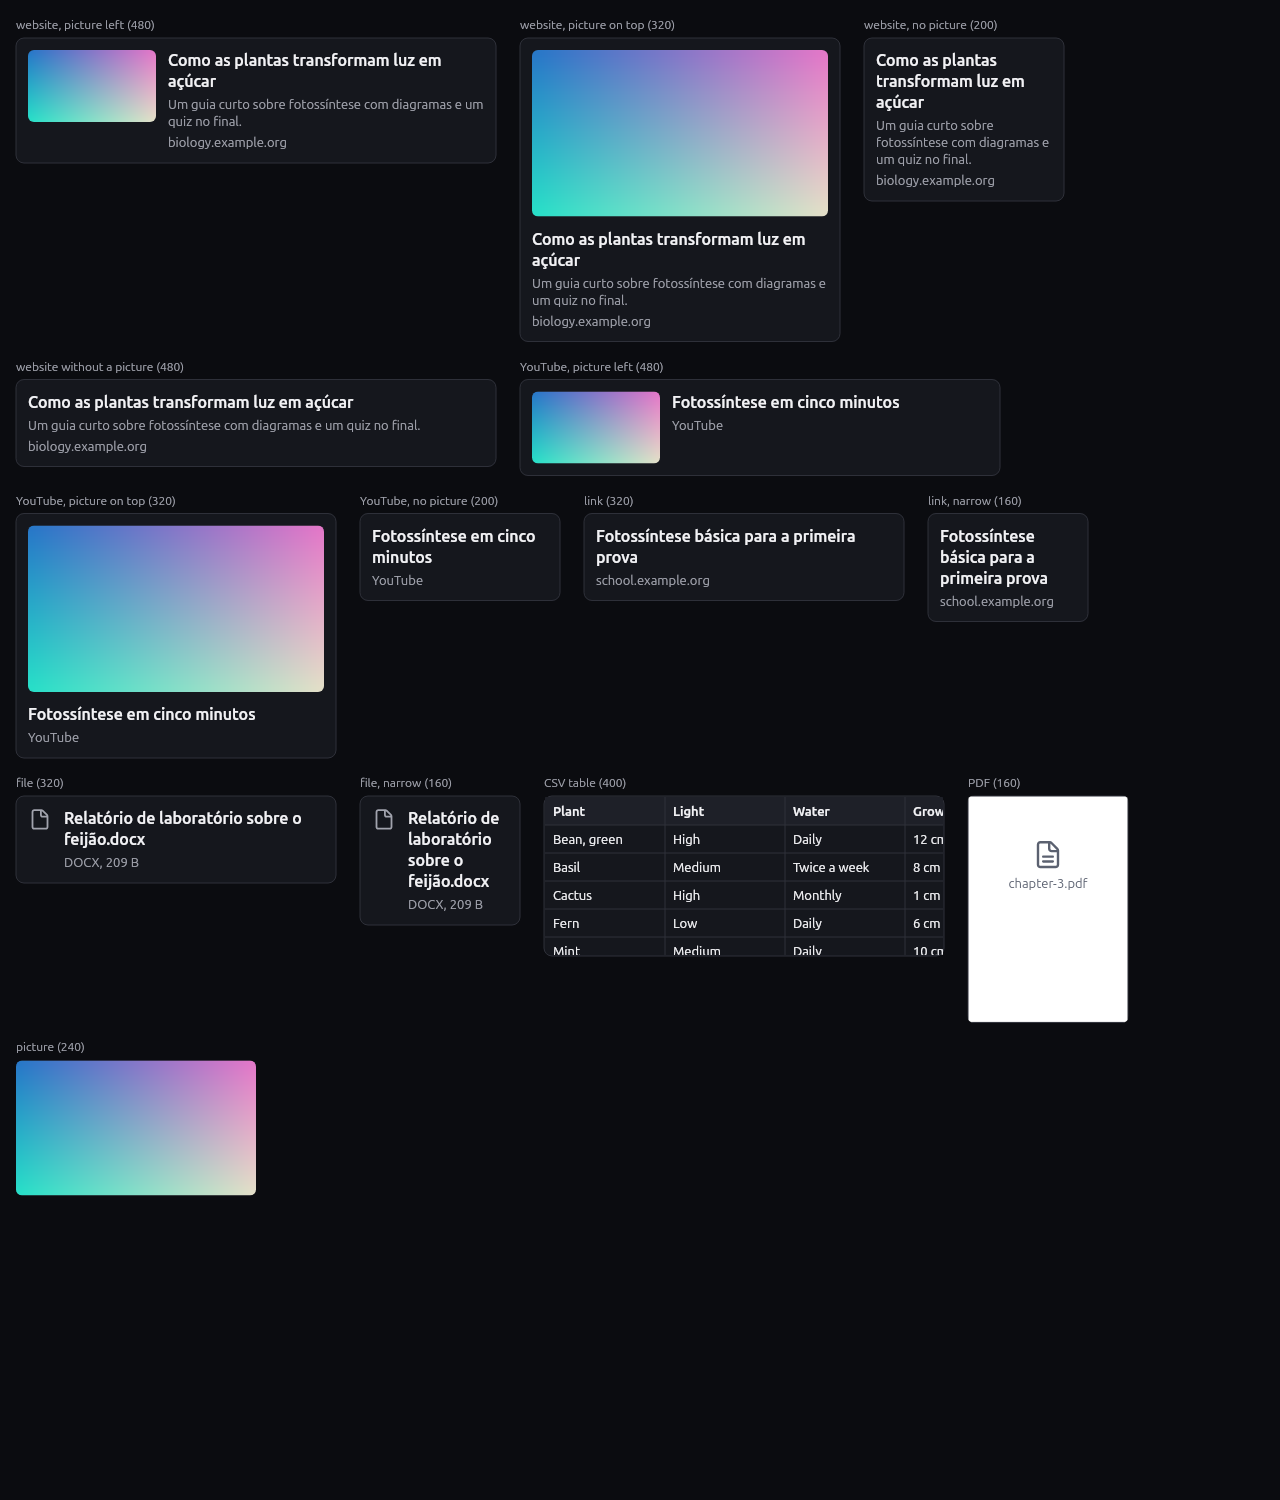 website, picture left (480)
Como as plantas transformam luz em
açúcar
Um guia curto sobre fotossíntese com diagramas e um
quiz no final.
biology.example.org
website, picture on top (320)
Como as plantas transformam luz em
açúcar
Um guia curto sobre fotossíntese com diagramas e
um quiz no final.
biology.example.org
website, no picture (200)
Como as plantas
transformam luz em
açúcar
Um guia curto sobre
fotossíntese com diagramas e
um quiz no final.
biology.example.org
website without a picture (480)
Como as plantas transformam luz em açúcar
Um guia curto sobre fotossíntese com diagramas e um quiz no final.
biology.example.org
YouTube, picture left (480)
Fotossíntese em cinco minutos
YouTube
YouTube, picture on top (320)
Fotossíntese em cinco minutos
YouTube
YouTube, no picture (200)
Fotossíntese em cinco
minutos
YouTube
link (320)
Fotossíntese básica para a primeira
prova
school.example.org
link, narrow (160)
Fotossíntese
básica para a
primeira prova
school.example.org
file (320)
Relatório de laboratório sobre o
feijão.docx
DOCX, 209 B
file, narrow (160)
Relatório de
laboratório
sobre o
feijão.docx
DOCX, 209 B
CSV table (400)
Plant Light Water Grow
Bean, green High Daily 12 cm
Basil Medium Twice a week 8 cm
Cactus High Monthly 1 cm
Fern Low Daily 6 cm
Mint Medium Daily 10 cm
PDF (160)
chapter-3.pdf
picture (240)